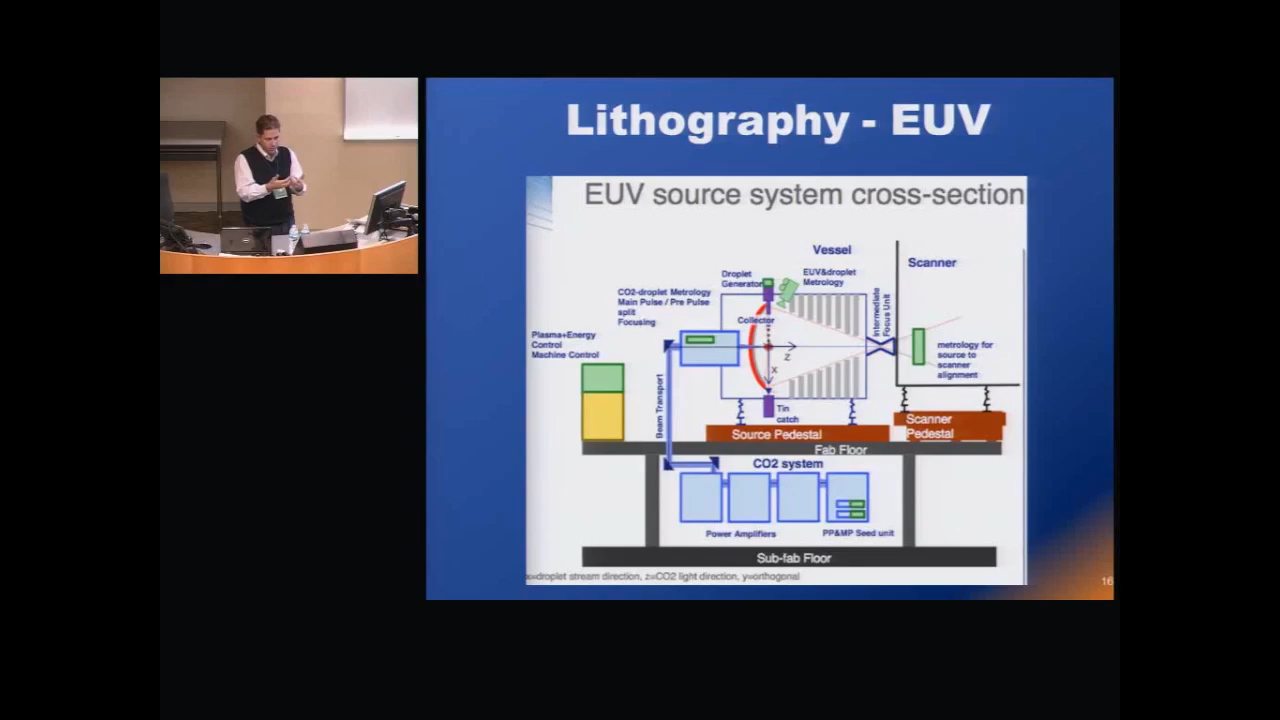 Lithography - EUV
EUV source system cross-section
Vessel
Scanner
Droplet
Generator
EUV&droplet
Metrology
CO2-droplet Metrology
Main Pulse / Pre Pulse
split
Focusing
Intermediate
Focus Unit
Collector
Plasma+Energy
Control
Machine Control
z
x
metrology for
source to
scanner
alignment
Beam Transport
Tin
catch
Source Pedestal
Scanner
Pedestal
Fab Floor
CO2 system
Power Amplifiers
PP&MP Seed unit
Sub-fab Floor
x=droplet stream direction, z=CO2 light direction, y=orthogonal
16